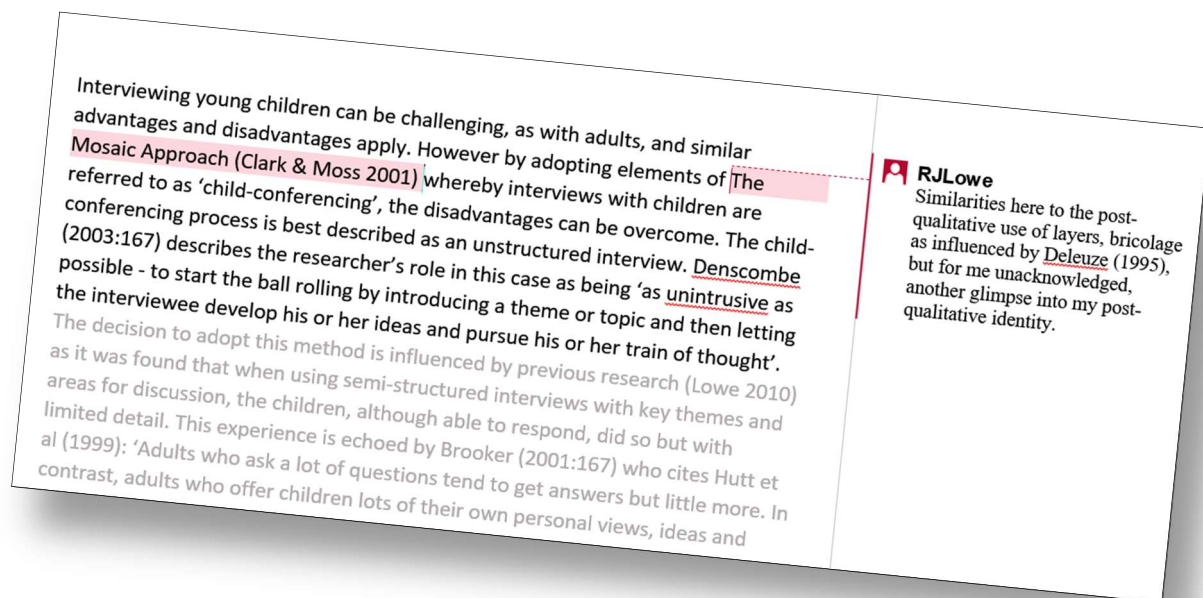 Interviewing young children can be challenging, as with adults, and similar
advantages and disadvantages apply. However by adopting elements of The
Mosaic Approach (Clark & Moss 2001) whereby interviews with children are
referred to as ‘child-conferencing’, the disadvantages can be overcome. The child-
conferencing process is best described as an unstructured interview. Denscombe
(2003:167) describes the researcher’s role in this case as being ‘as unintrusive as
possible - to start the ball rolling by introducing a theme or topic and then letting
the interviewee develop his or her ideas and pursue his or her train of thought’.
The decision to adopt this method is influenced by previous research (Lowe 2010)
as it was found that when using semi-structured interviews with key themes and
areas for discussion, the children, although able to respond, did so but with
limited detail. This experience is echoed by Brooker (2001:167) who cites Hutt et
al (1999): ‘Adults who ask a lot of questions tend to get answers but little more. In
contrast, adults who offer children lots of their own personal views, ideas and
RJLowe
Similarities here to the post-
qualitative use of layers, bricolage
as influenced by Deleuze (1995),
but for me unacknowledged,
another glimpse into my post-
qualitative identity.